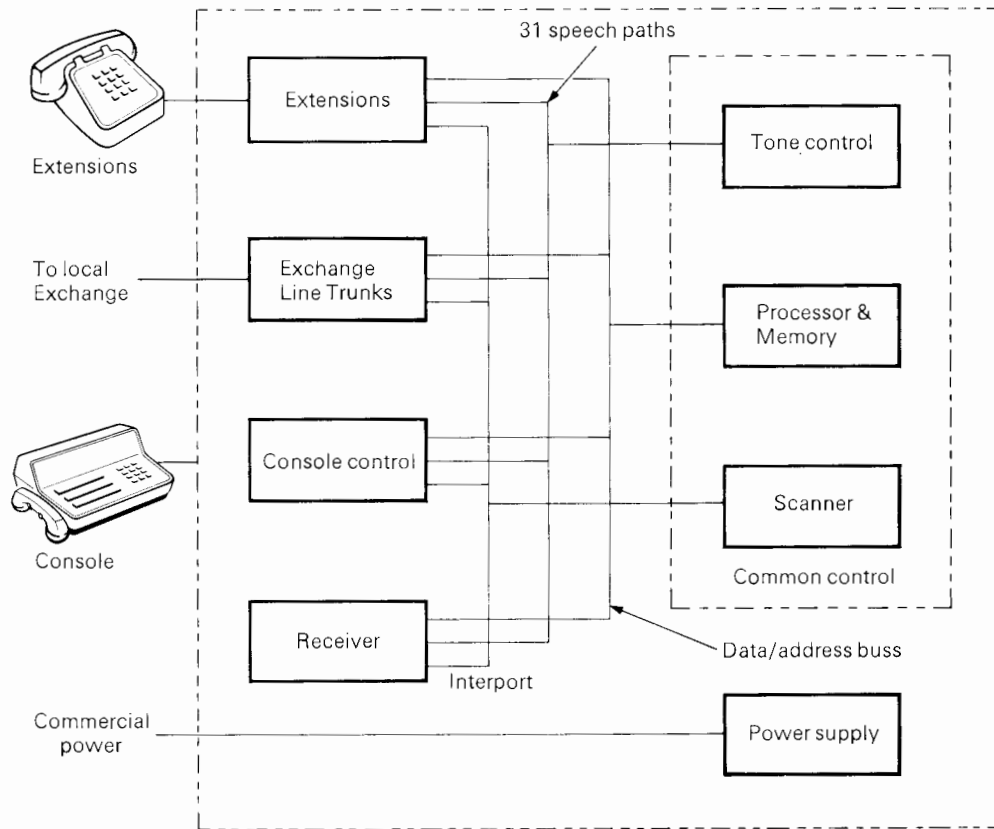 31 speech paths
Extensions
Extensions
Tone control
To local
Exchange
Exchange
Line Trunks
Processor &
Memory
Console control
Scanner
Console
Common control
Receiver
Interport
Data/address buss
Commercial
power
Power supply